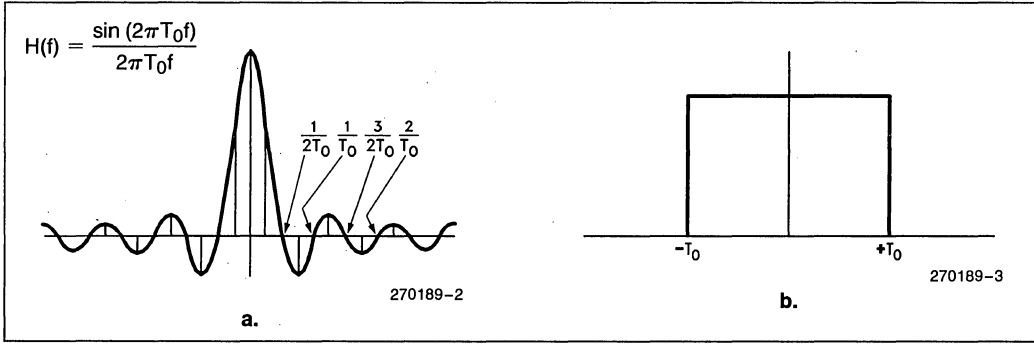 H(f) = sin (2πT₀f) / 2πT₀f
1/2T₀ 1/T₀ 3/2T₀ 2/T₀
−T₀ +T₀
270189–2
270189–3
a.
b.